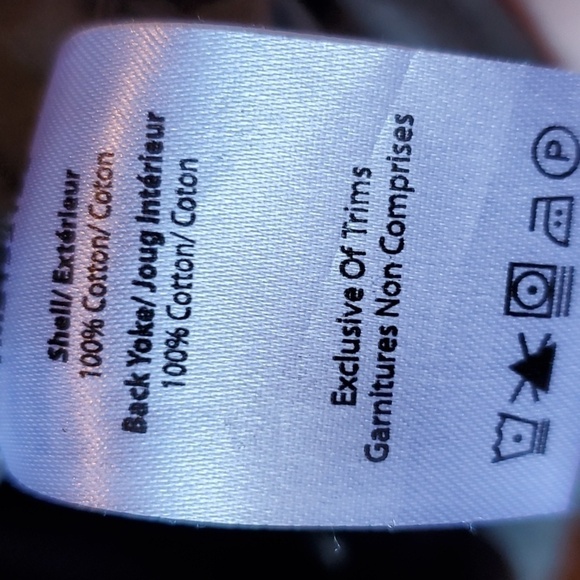 Shell/ Extérieur
100% Cotton/ Coton
Back Yoke/ Joug Intérieur
100% Cotton/ Coton
Exclusive Of Trims
Garnitures Non Comprises
P